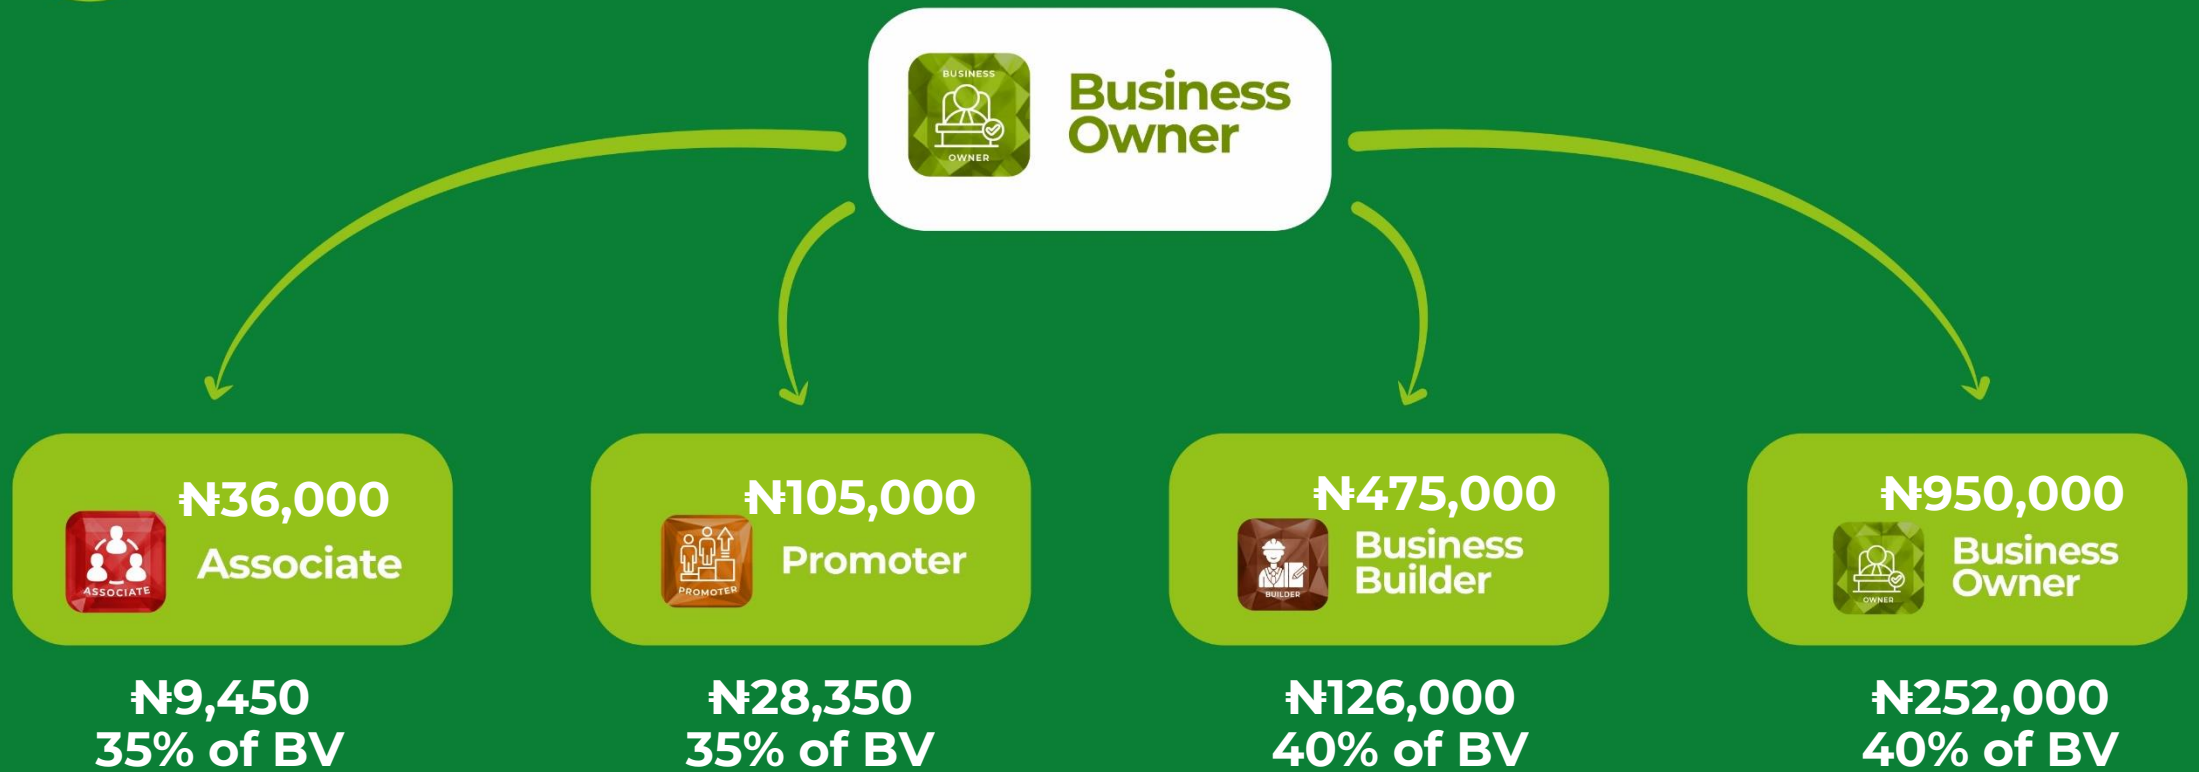 BUSINESS
OWNER
Business
Owner
₦36,000
ASSOCIATE
Associate
₦105,000
PROMOTER
Promoter
₦475,000
BUILDER
Business
Builder
₦950,000
OWNER
Business
Owner
₦9,450
35% of BV
₦28,350
35% of BV
₦126,000
40% of BV
₦252,000
40% of BV